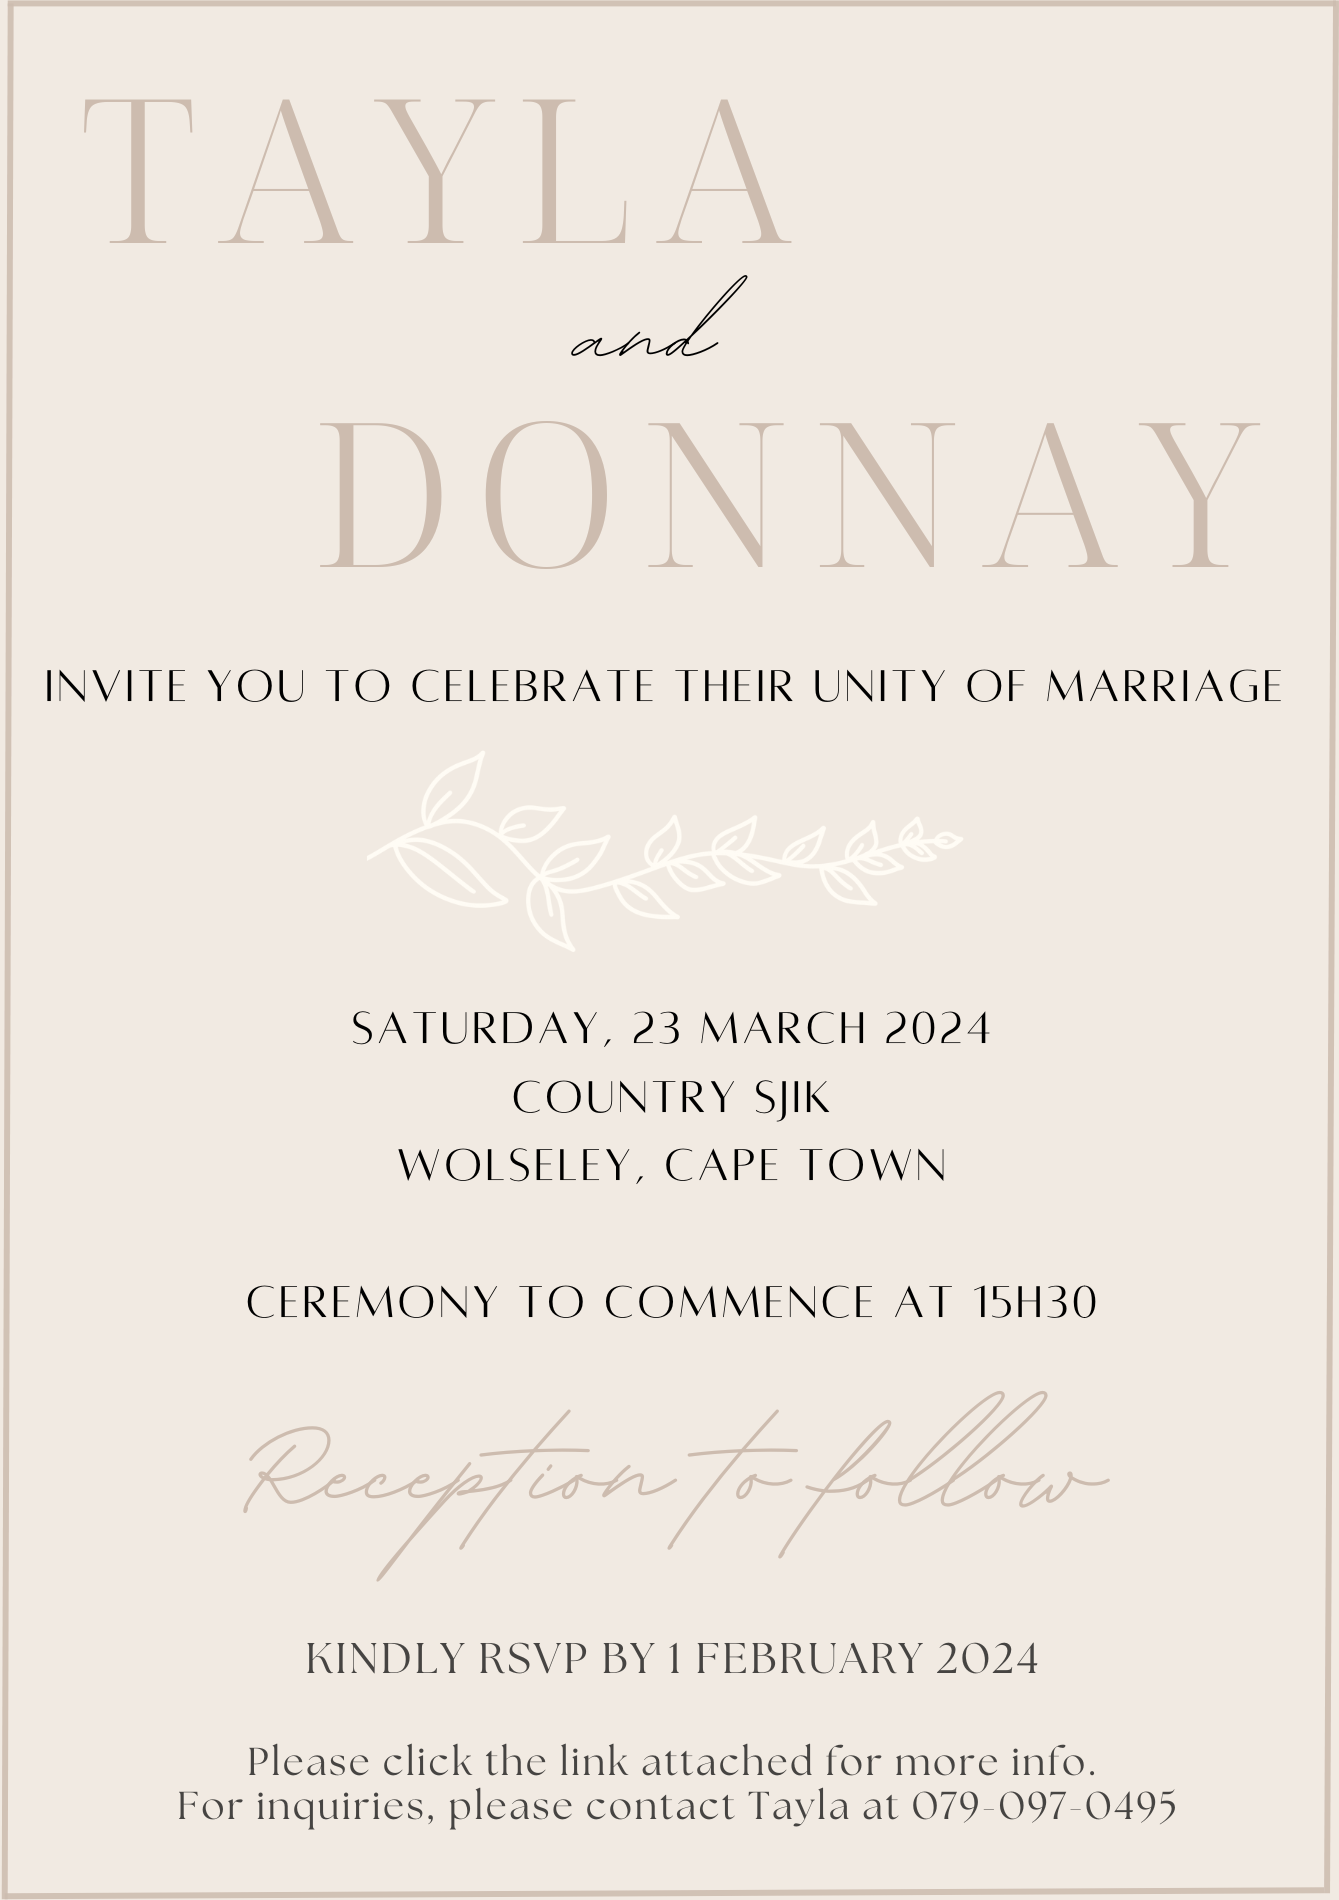 TAYLA
and
DONNAY
INVITE YOU TO CELEBRATE THEIR UNITY OF MARRIAGE
SATURDAY, 23 MARCH 2024
COUNTRY SJIK
WOLSELEY, CAPE TOWN
CEREMONY TO COMMENCE AT 15H30
Reception to follow
KINDLY RSVP BY 1 FEBRUARY 2024
Please click the link attached for more info.
For inquiries, please contact Tayla at 079-097-0495